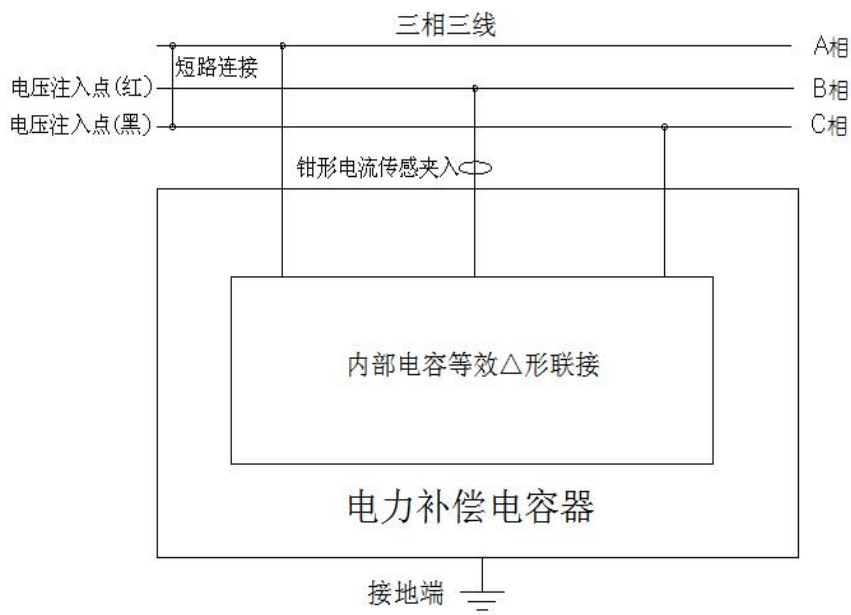 三相三线
A相
短路连接
电压注入点(红)
B相
电压注入点(黑)
C相
钳形电流传感夹入
内部电容等效△形联接
电力补偿电容器
接地端